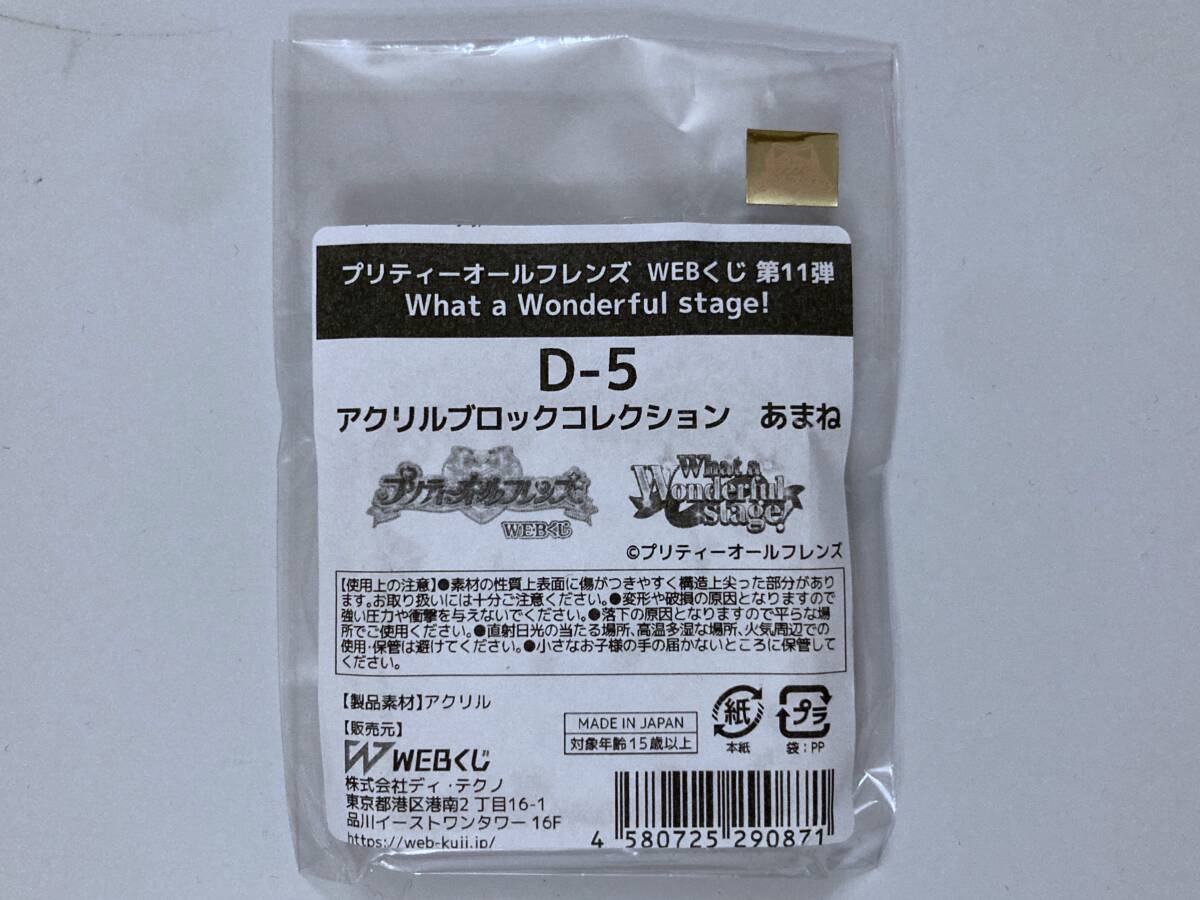 プリティーオールフレンズ WEBくじ 第11弾
What a Wonderful stage!
D-5
アクリルブロックコレクション あまね
プリティーオールフレンズ
WEBくじ
What a
Wonderful
stage!
©プリティーオールフレンズ
【使用上の注意】●素材の性質上表面に傷がつきやすく構造上尖った部分があり
ます。お取り扱いには十分ご注意ください。●変形や破損の原因となりますので
強い圧力や衝撃を与えないでください。●落下の原因となりますので平らな場
所でご使用ください。●直射日光の当たる場所、高温多湿な場所、火気周辺での
使用・保管は避けてください。●小さなお子様の手の届かないところに保管して
ください。
【製品素材】アクリル
【販売元】
WEBくじ
株式会社ディ・テクノ
東京都港区港南2丁目16-1
品川イーストワンタワー 16F
https://web-kuji.jp/
MADE IN JAPAN
対象年齢15歳以上
紙
本紙
プラ
袋:PP
4 580725 290871